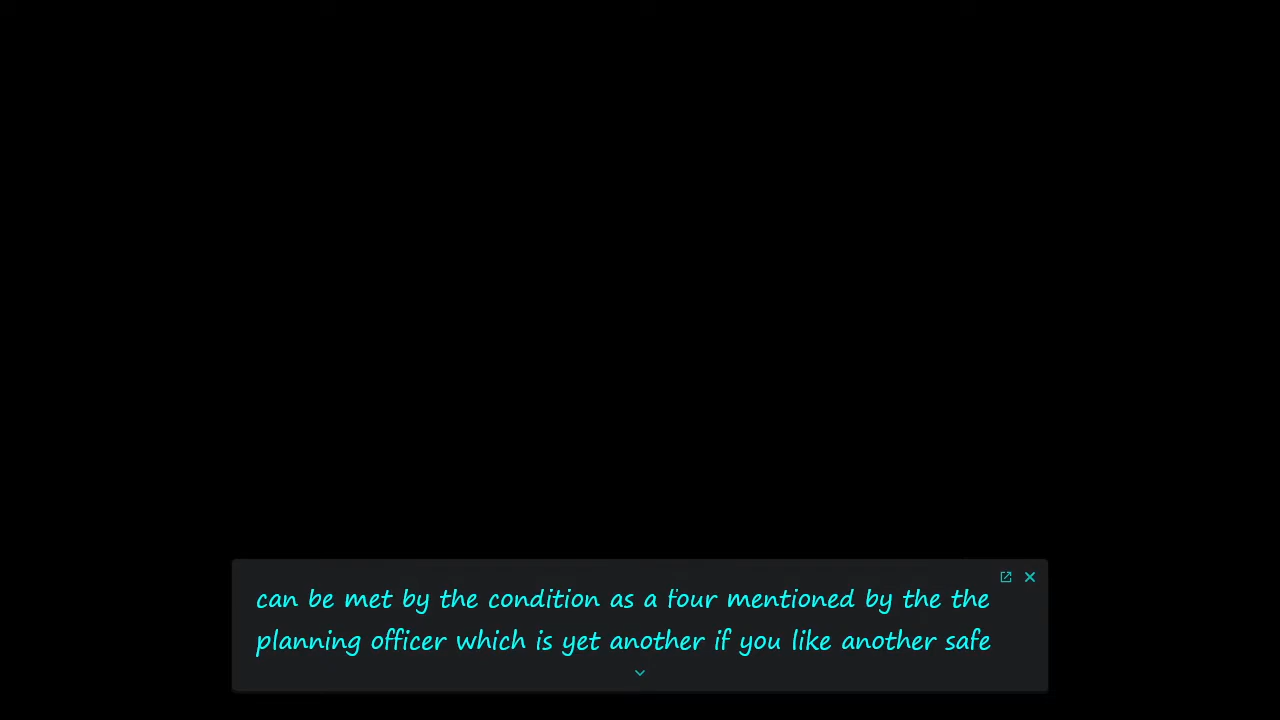 can be met by the condition as a four mentioned by the the
planning officer which is yet another if you like another safe